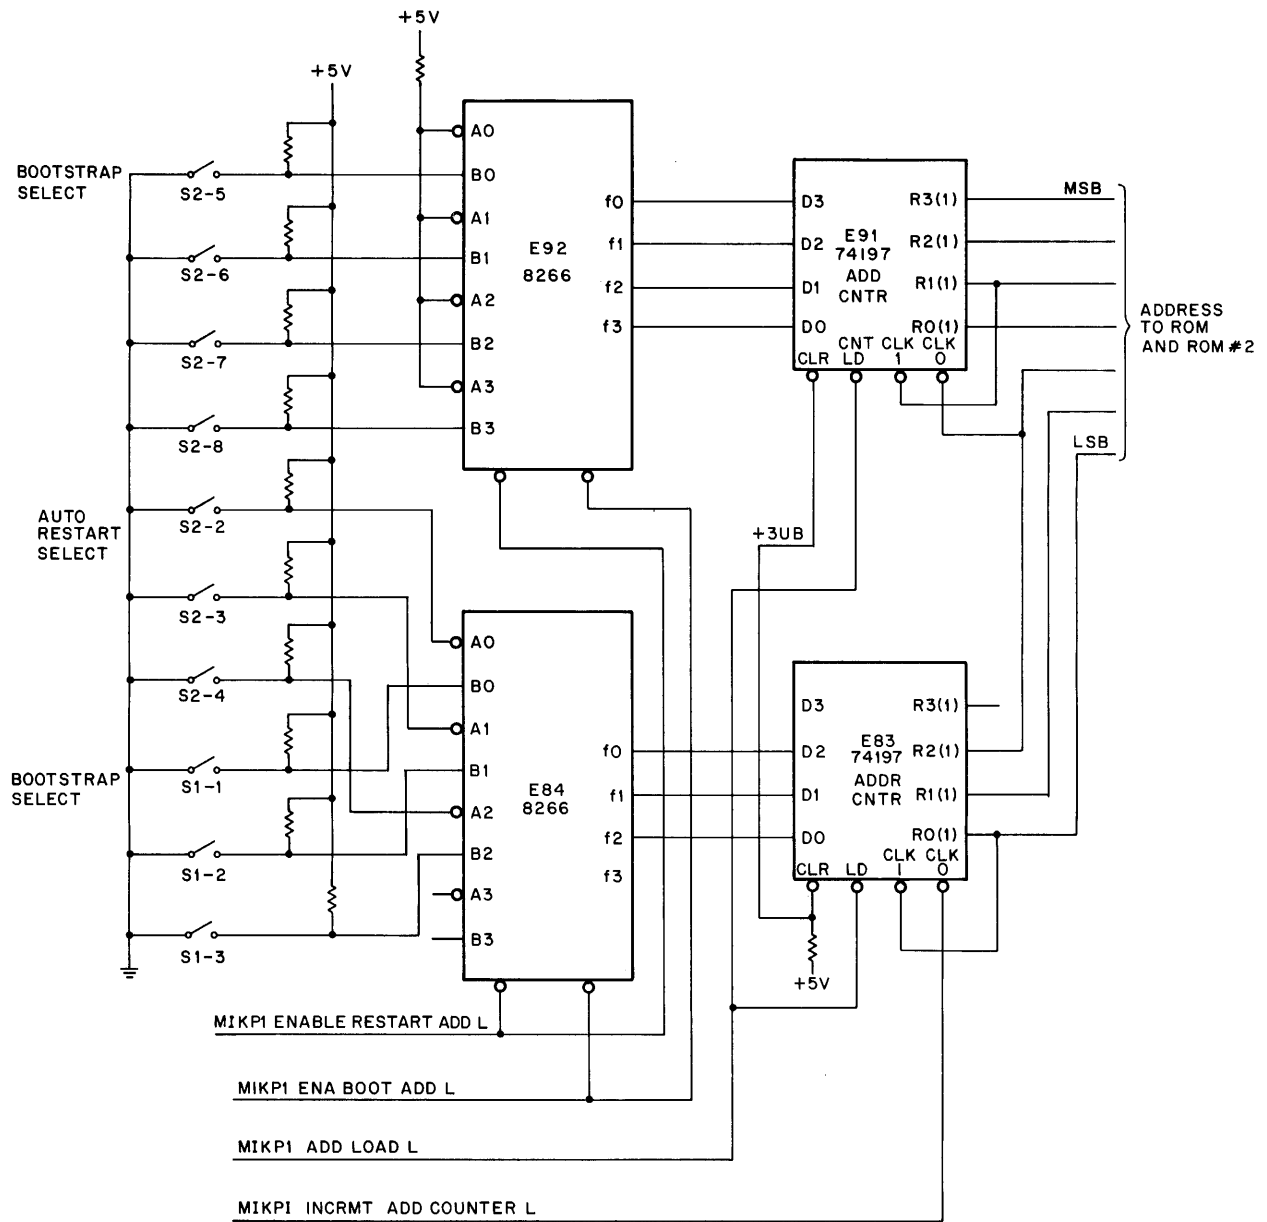 +5V
+5V
BOOTSTRAP
SELECT
S2-5
S2-6
S2-7
S2-8
AUTO
RESTART
SELECT
S2-2
S2-3
S2-4
BOOTSTRAP
SELECT
S1-1
S1-2
S1-3
A0
B0
A1
B1
A2
B2
A3
B3
E92
8266
f0
f1
f2
f3
D3
D2
D1
D0
E91
74197
ADD
CNTR
R3(1)
R2(1)
R1(1)
R0(1)
CNT CLK CLK
CLR LD 1 0
MSB
LSB
ADDRESS
TO ROM
AND ROM #2
+3UB
A0
B0
A1
B1
A2
B2
A3
B3
E84
8266
f0
f1
f2
f3
D3
D2
D1
D0
E83
74197
ADDR
CNTR
R3(1)
R2(1)
R1(1)
R0(1)
CLK CLK
CLR LD 1 0
+5V
MIKP1 ENABLE RESTART ADD L
MIKP1 ENA BOOT ADD L
MIKP1 ADD LOAD L
MIKPI INCRMT ADD COUNTER L